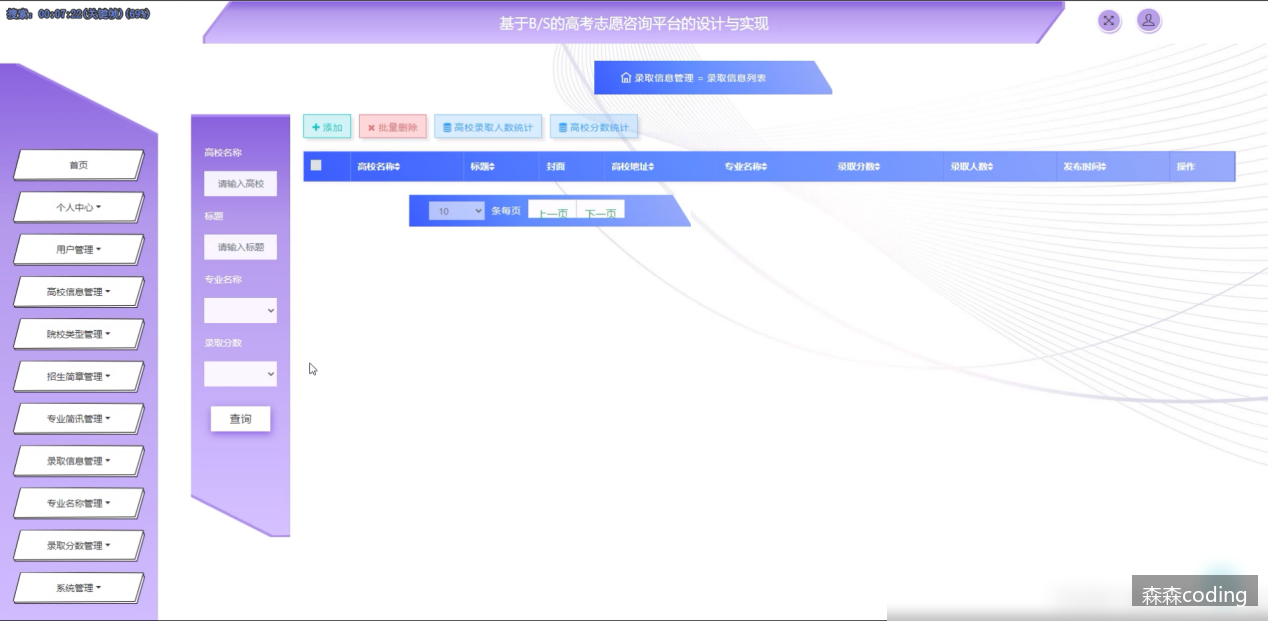 搜索: 00:07:22(关键帧) (59%)
基于B/S的高考志愿咨询平台的设计与实现
录取信息管理 = 录取信息列表
首页
个人中心
用户管理
高校信息管理
院校类型管理
招生简章管理
专业简讯管理
录取信息管理
专业名称管理
录取分数管理
系统管理
高校名称
请输入高校
标题
请输入标题
专业名称
录取分数
查询
添加 批量删除 高校录取人数统计 高校分数统计
高校名称 标题 封面 高校地址 专业名称 录取分数 录取人数 发布时间 操作
10 条每页 上一页 下一页
森森coding